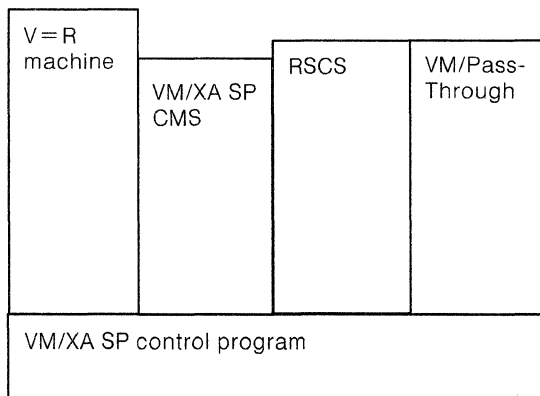 V=R
machine
VM/XA SP
CMS
RSCS
VM/Pass-
Through
VM/XA SP control program